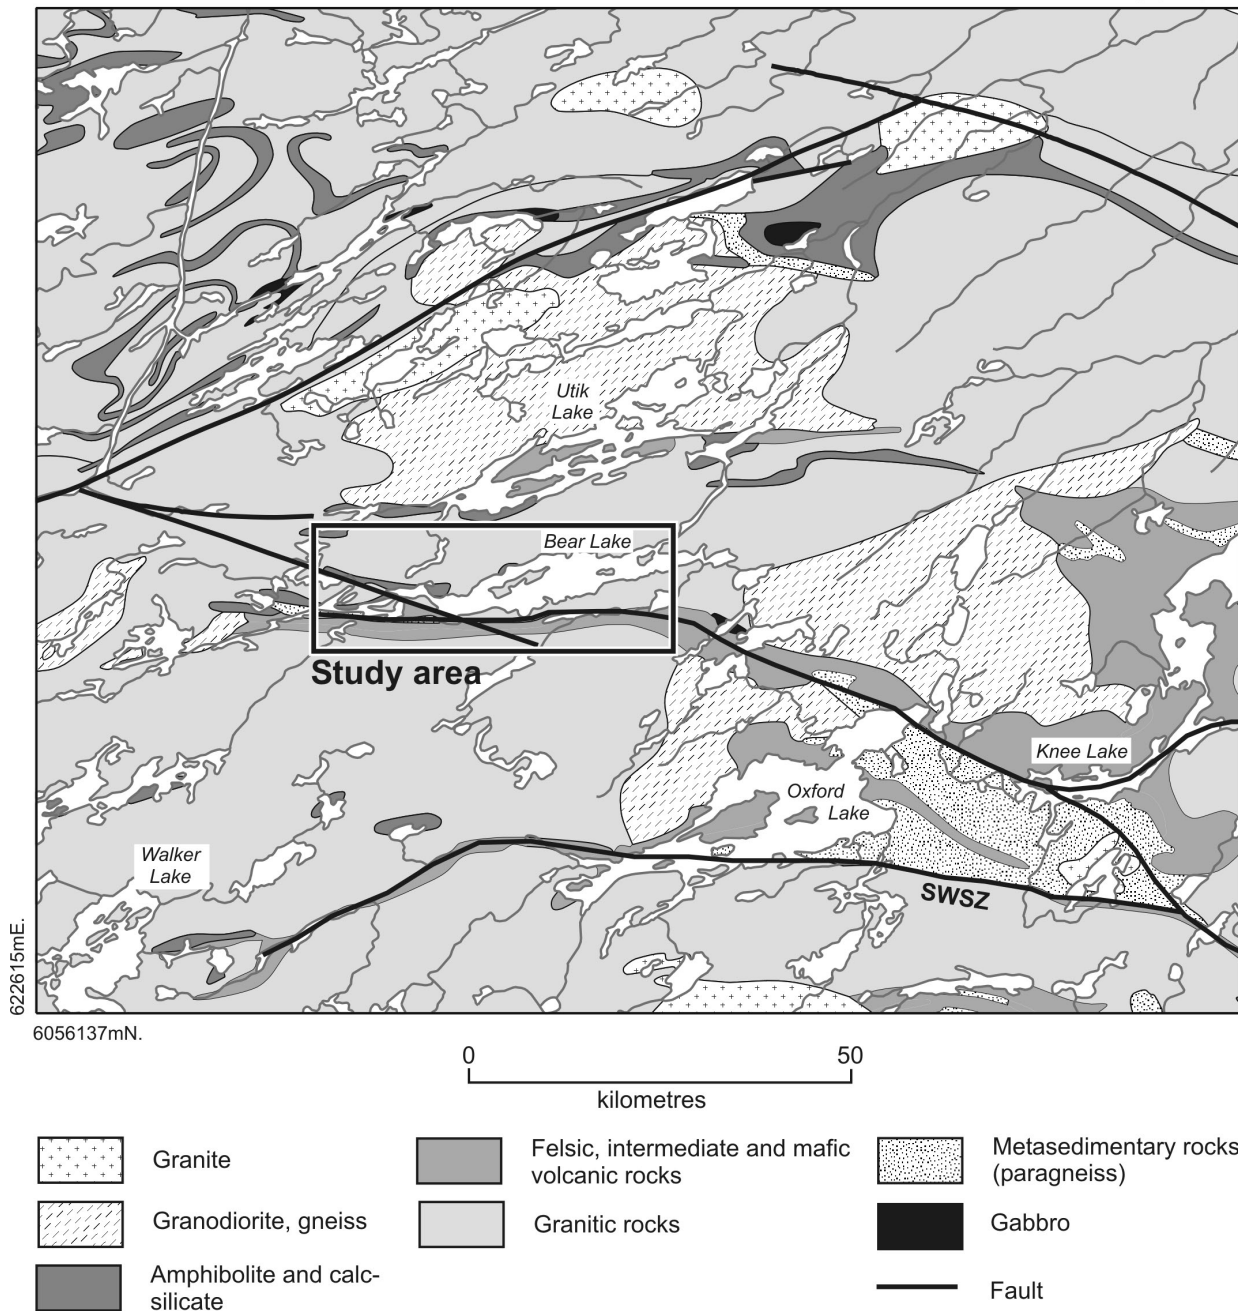 Utik
Lake
Bear Lake
Study area
Knee Lake
Oxford
Lake
Walker
Lake
SWSZ
622615mE.
6056137mN.
0 50
kilometres
Granite
Granodiorite, gneiss
Amphibolite and calc-
silicate
Felsic, intermediate and mafic
volcanic rocks
Granitic rocks
Metasedimentary rocks
(paragneiss)
Gabbro
Fault